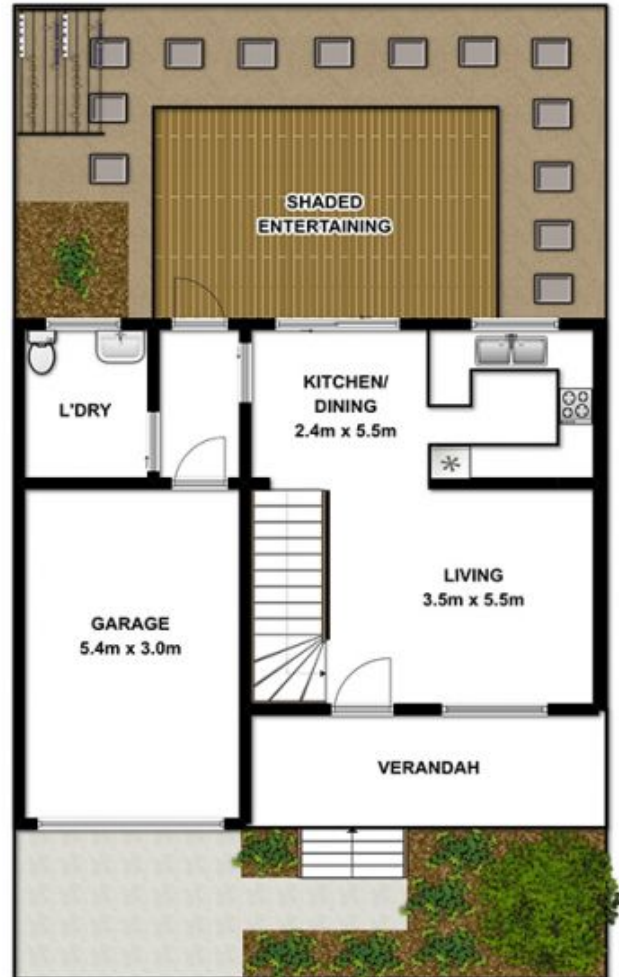 SHADED
ENTERTAINING
KITCHEN/
DINING
2.4m x 5.5m
L'DRY
LIVING
3.5m x 5.5m
GARAGE
5.4m x 3.0m
VERANDAH